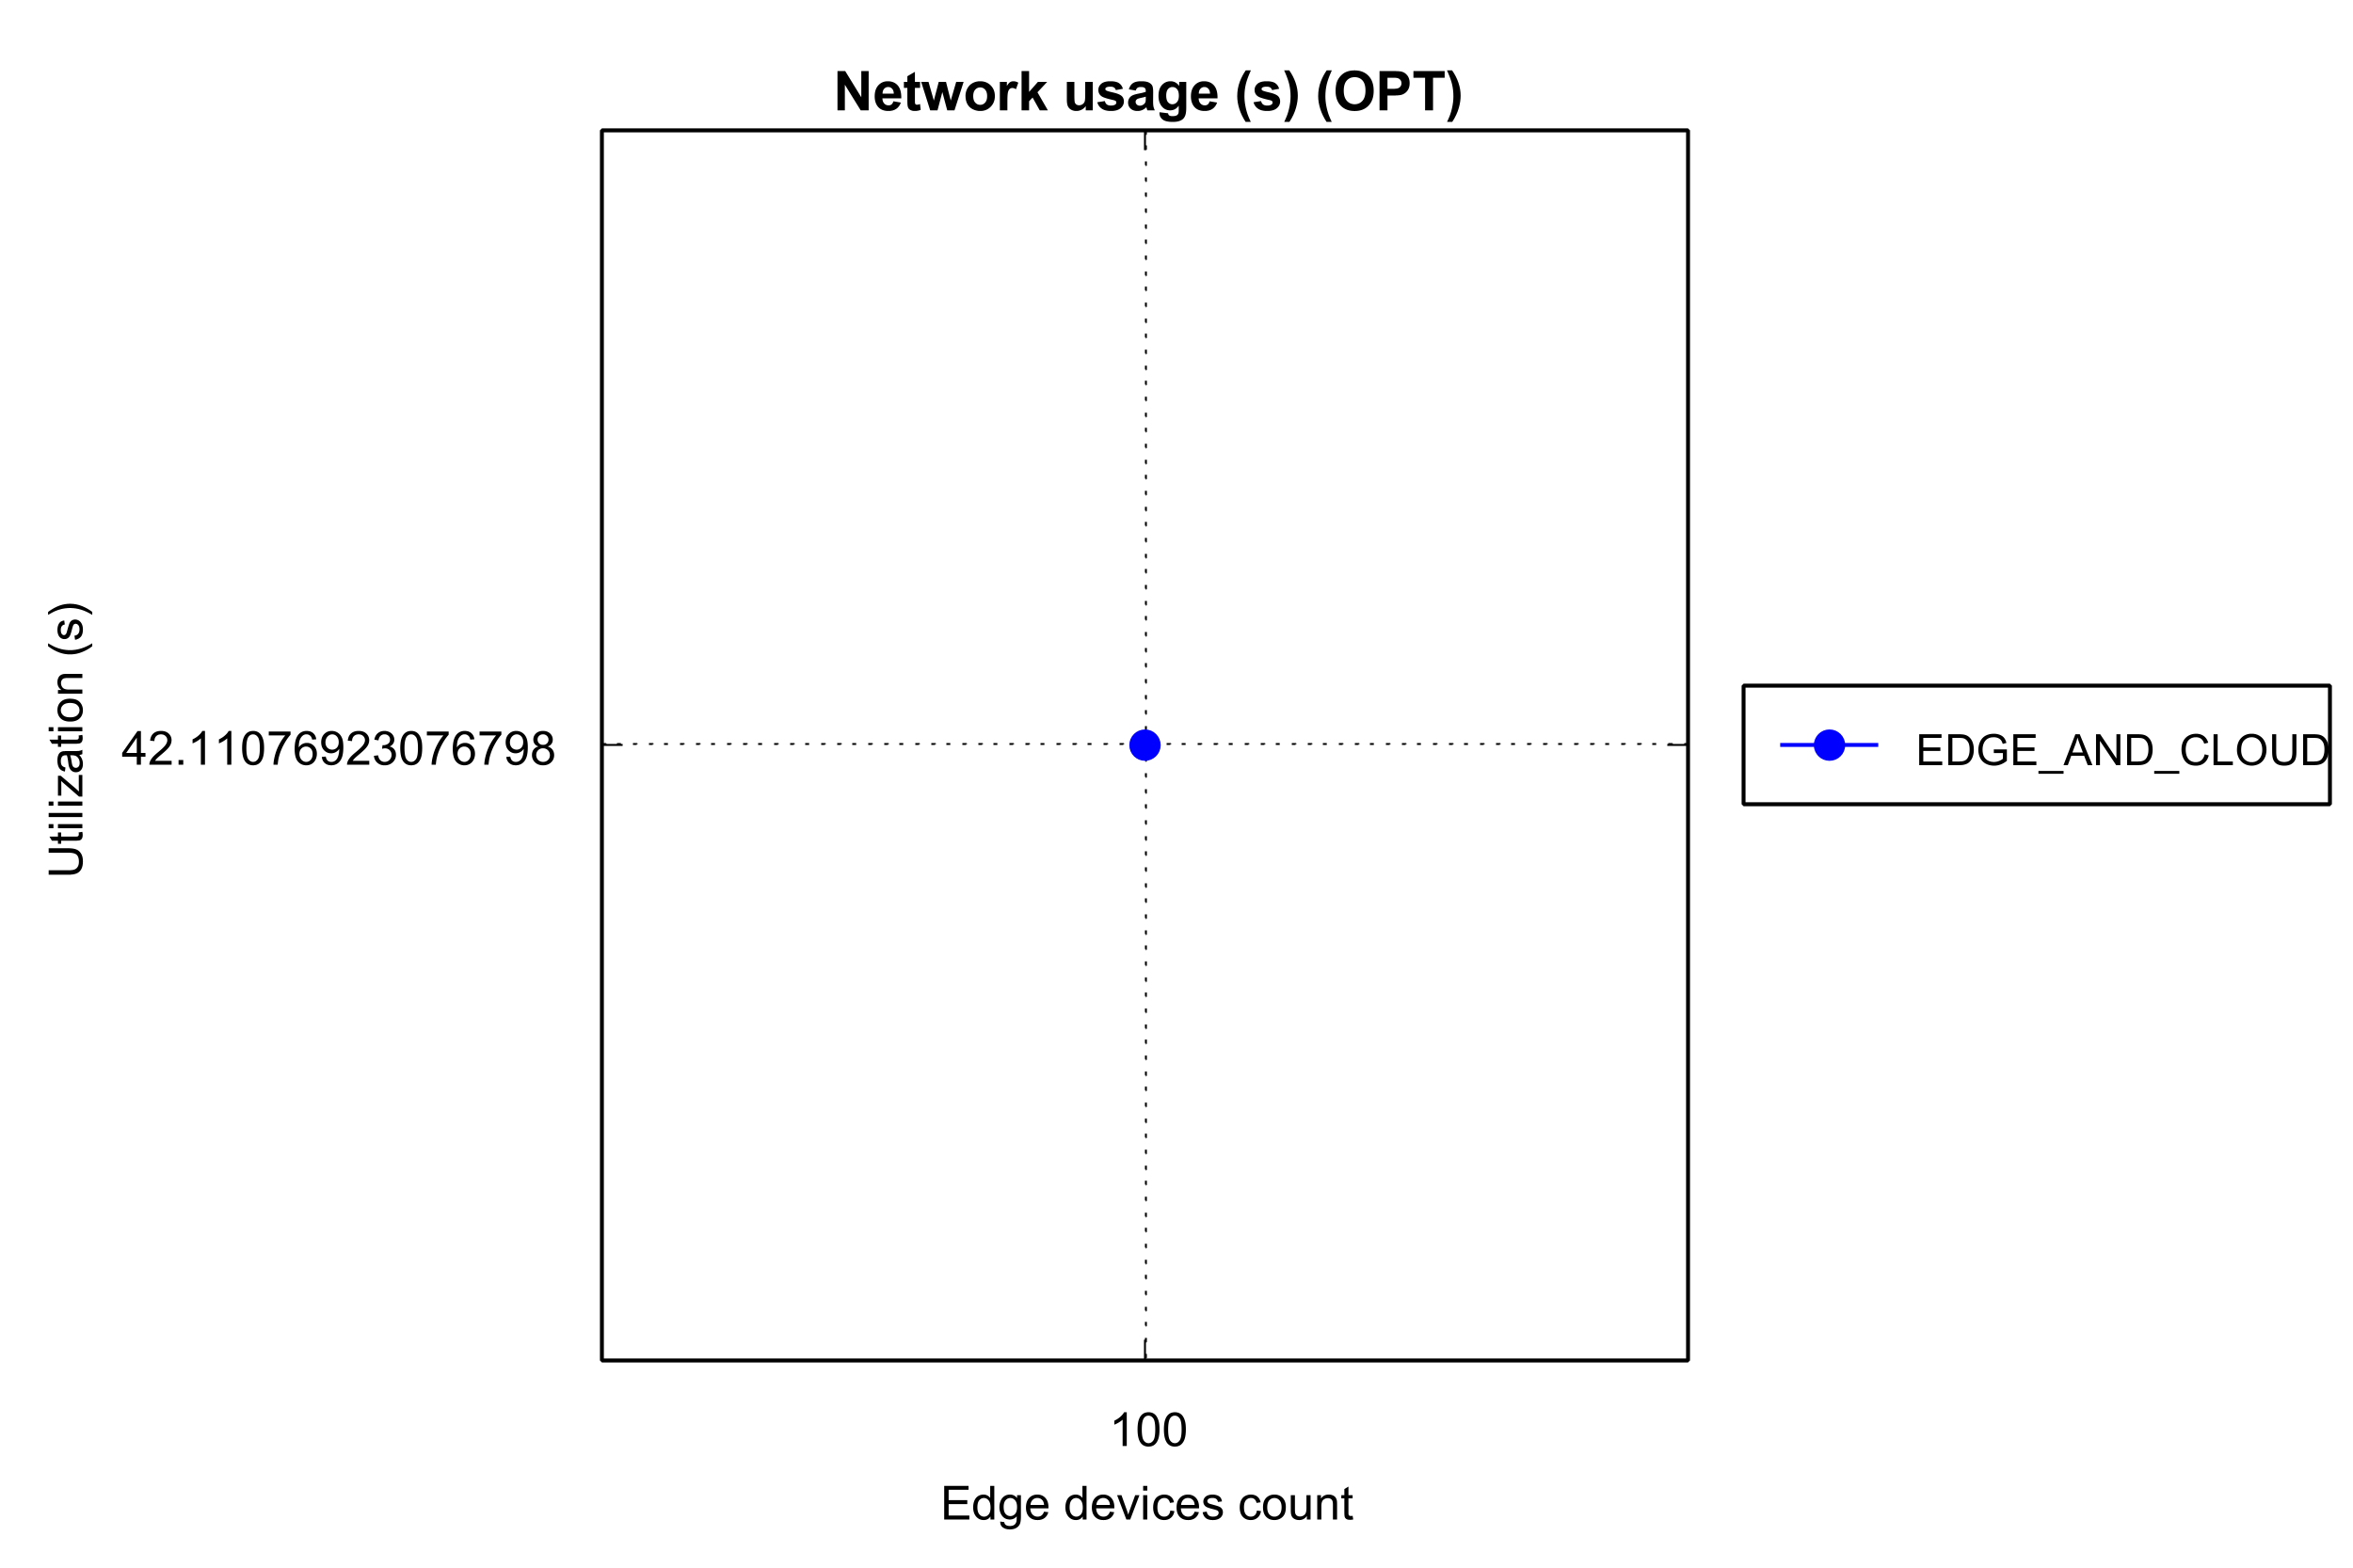 Network usage (s) (OPT)
Utilization (s)
42.11076923076798
EDGE_AND_CLOUD
100
Edge devices count